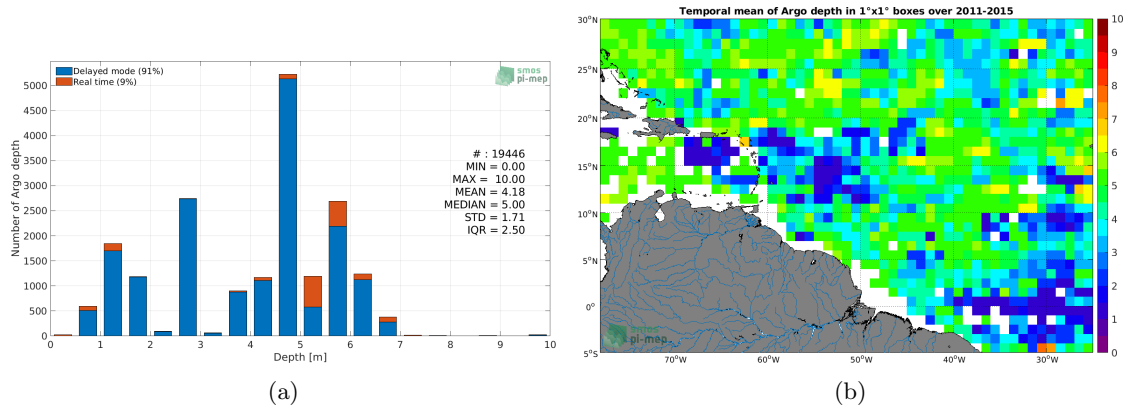 Delayed mode (91%)
Real time (9%)
smos
pi-mep
# : 19446
MIN = 0.00
MAX = 10.00
MEAN = 4.18
MEDIAN = 5.00
STD = 1.71
IQR = 2.50
Number of Argo depth
5000
4500
4000
3500
3000
2500
2000
1500
1000
500
0
0 1 2 3 4 5 6 7 8 9 10
Depth [m]
(a)
Temporal mean of Argo depth in 1°x1° boxes over 2011-2015
30°N
25°N
20°N
15°N
10°N
5°N
0°
5°S
70°W 60°W 50°W 40°W 30°W
smos
pi-mep
10
9
8
7
6
5
4
3
2
1
0
(b)